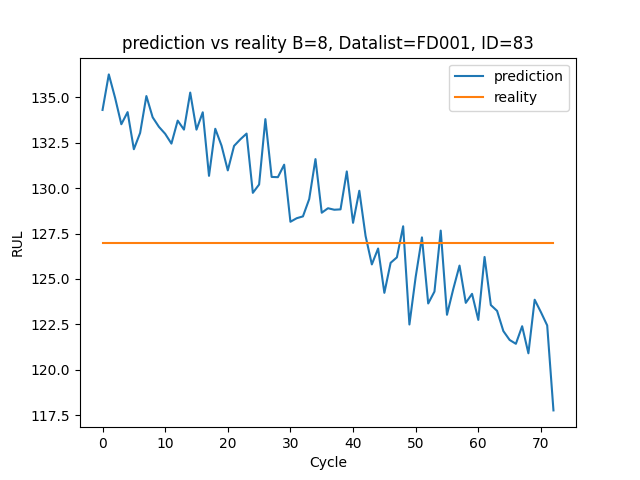 prediction vs reality B=8, Datalist=FD001, ID=83
prediction
reality
135.0
132.5
130.0
127.5
125.0
122.5
120.0
117.5
RUL
0 10 20 30 40 50 60 70
Cycle